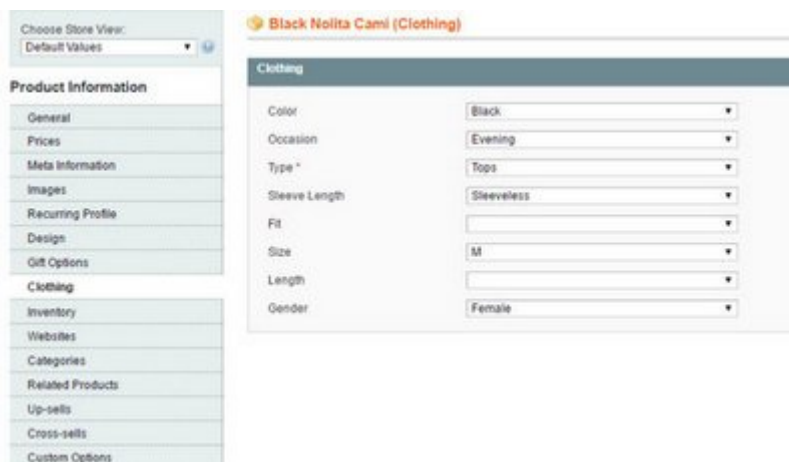 Choose Store View:
Default Values
Product Information
General
Prices
Meta Information
Images
Recurring Profile
Design
Gift Options
Clothing
Inventory
Websites
Categories
Related Products
Up-sells
Cross-sells
Custom Options
Black Nolita Cami (Clothing)
Clothing
Color Black
Occasion Evening
Type * Tops
Sleeve Length Sleeveless
Fit
Size M
Length
Gender Female